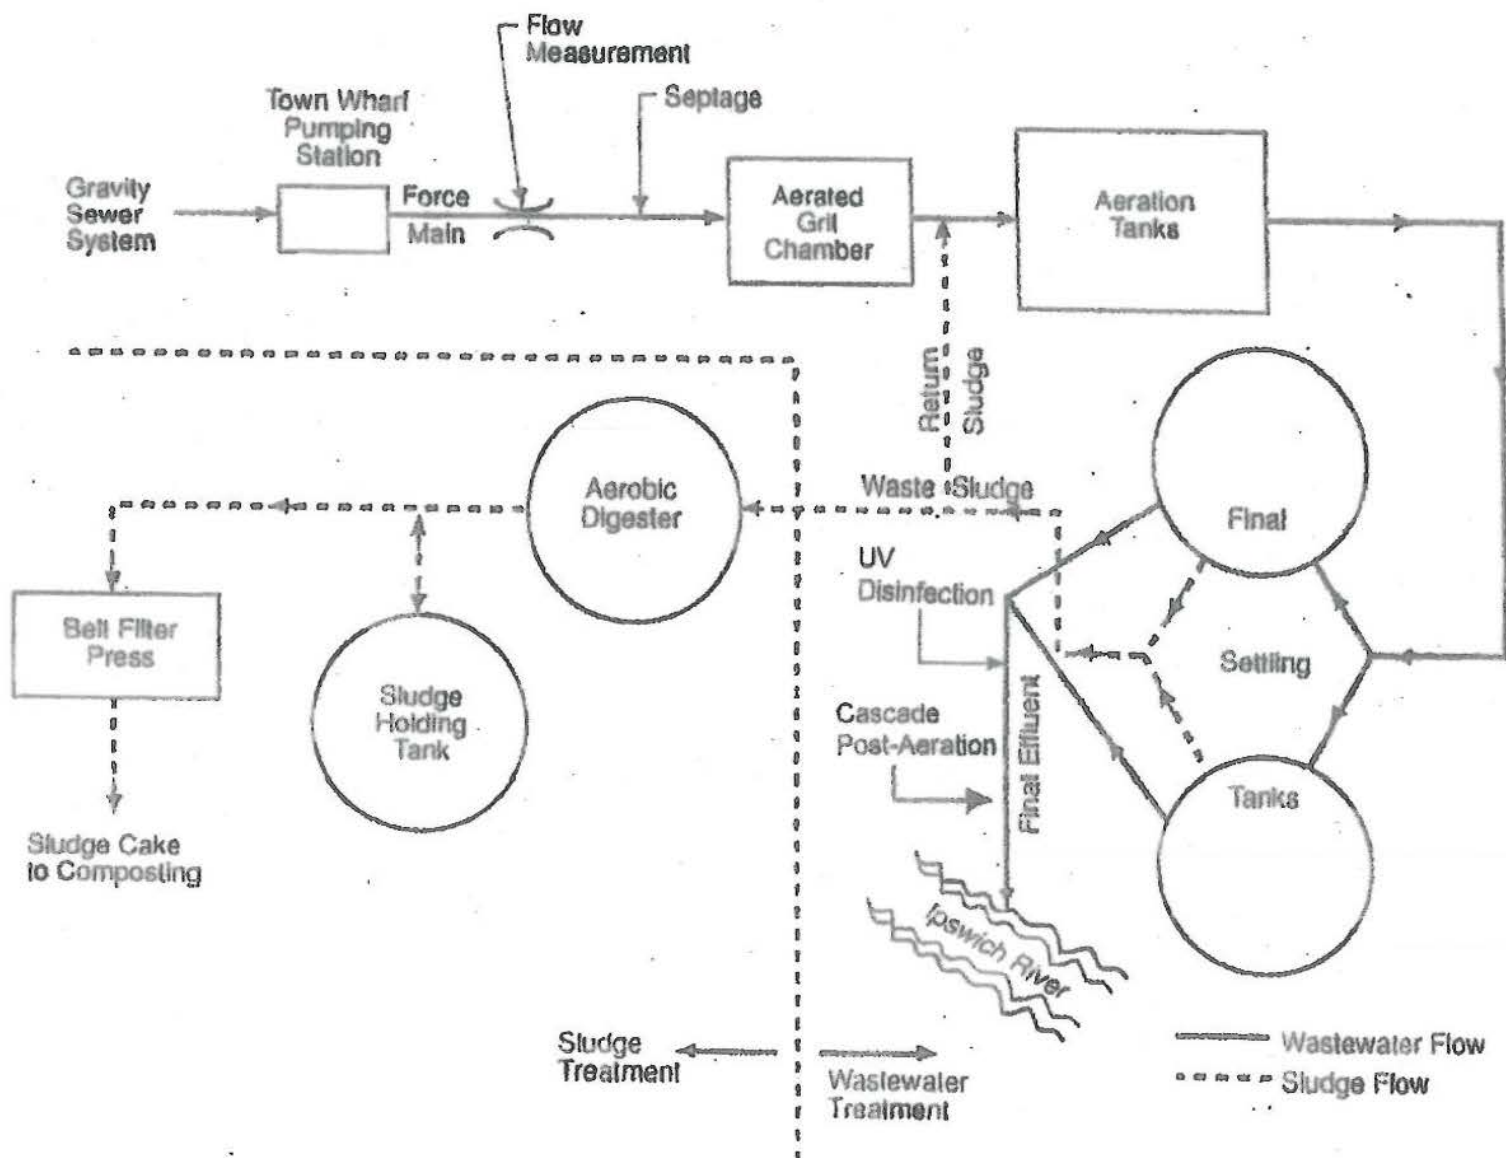 Flow
Measurement
Town Wharf
Pumping
Station
Septage
Gravity
Sewer
System
Force
Main
Aerated
Gril
Chamber
Aeration
Tanks
Return
Sludge
Waste Sludge
Aerobic
Digester
Final
Settling
Tanks
UV
Disinfection
Cascade
Post-Aeration
Final Effluent
Belt Filter
Press
Sludge
Holding
Tank
Sludge Cake
to Composting
Ipswich River
Sludge
Treatment
Wastewater
Treatment
Wastewater Flow
Sludge Flow